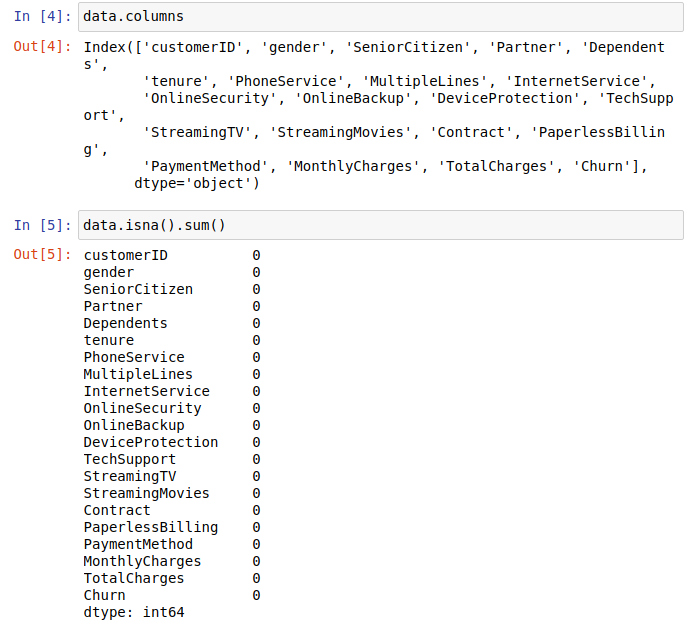 In [4]: data.columns
Out[4]: Index(['customerID', 'gender', 'SeniorCitizen', 'Partner', 'Dependent
s',
       'tenure', 'PhoneService', 'MultipleLines', 'InternetService',
       'OnlineSecurity', 'OnlineBackup', 'DeviceProtection', 'TechSupp
ort',
       'StreamingTV', 'StreamingMovies', 'Contract', 'PaperlessBillin
g',
       'PaymentMethod', 'MonthlyCharges', 'TotalCharges', 'Churn'],
      dtype='object')
In [5]: data.isna().sum()
Out[5]: customerID          0
gender              0
SeniorCitizen       0
Partner             0
Dependents          0
tenure              0
PhoneService        0
MultipleLines       0
InternetService     0
OnlineSecurity      0
OnlineBackup        0
DeviceProtection    0
TechSupport         0
StreamingTV         0
StreamingMovies     0
Contract            0
PaperlessBilling    0
PaymentMethod       0
MonthlyCharges      0
TotalCharges        0
Churn               0
dtype: int64